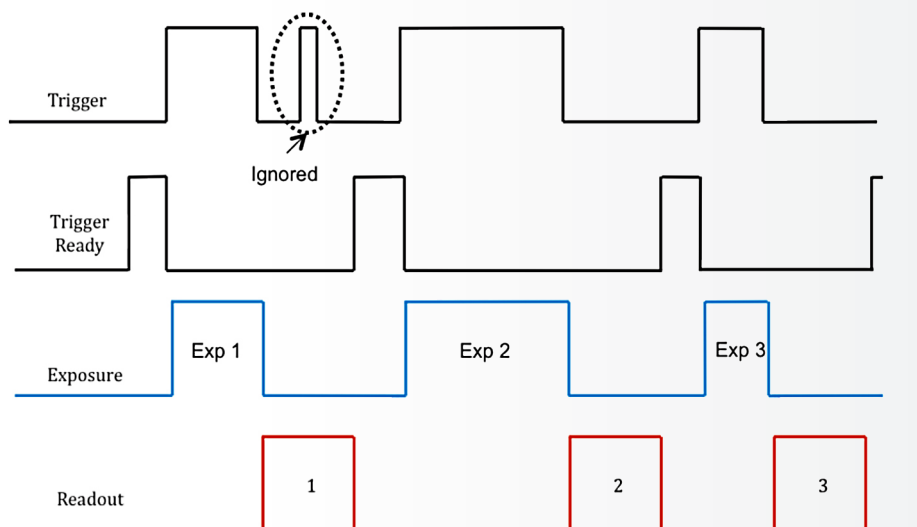 Trigger
Ignored
Trigger
Ready
Exp 1
Exp 2
Exp 3
Exposure
1
2
3
Readout